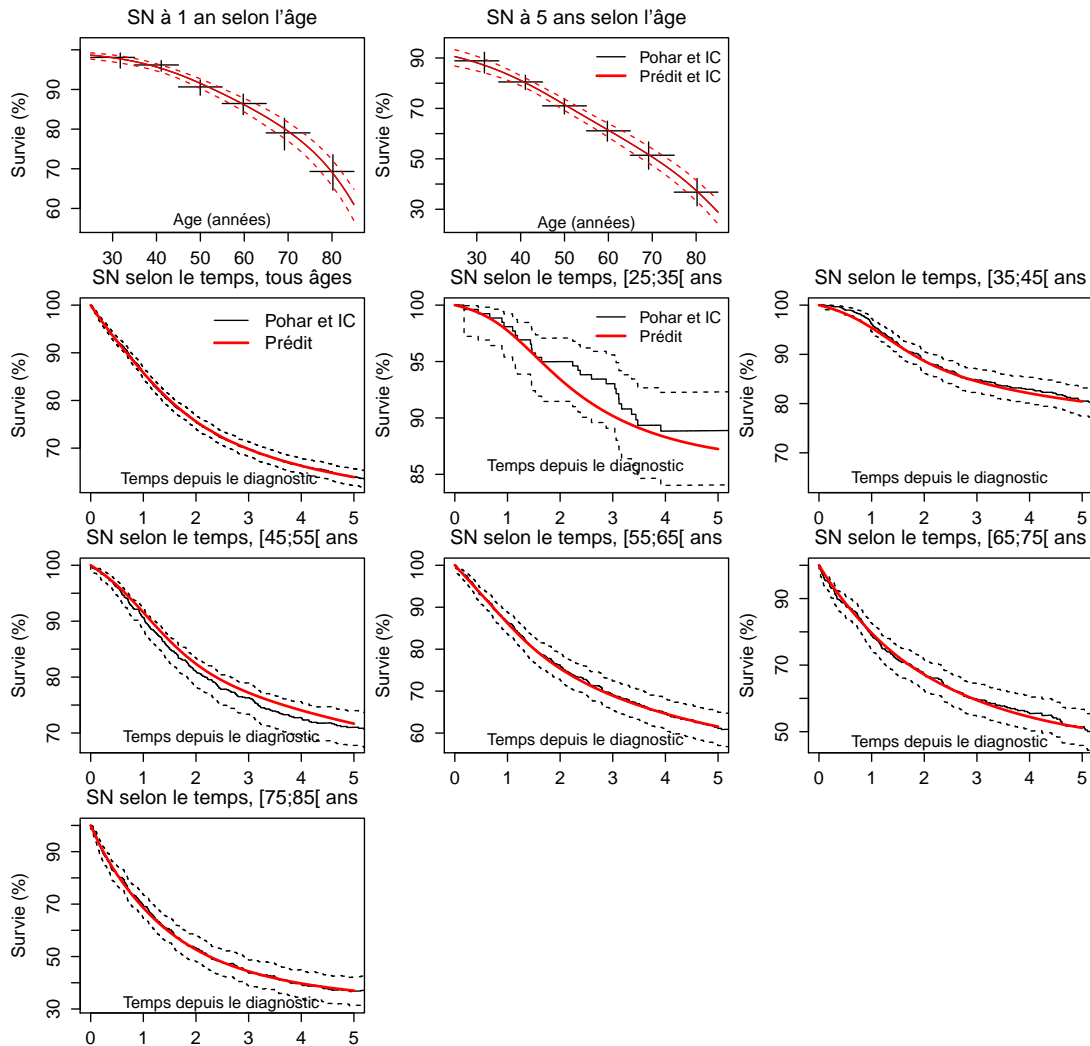 SN à 1 an selon l'âge
SN à 5 ans selon l'âge
Survie (%)
90
80
70
60
Age (années)
30 40 50 60 70 80
Survie (%)
90
70
50
30
Pohar et IC
Prédit et IC
Age (années)
30 40 50 60 70 80
SN selon le temps, tous âges
SN selon le temps, [25;35[ ans
SN selon le temps, [35;45[ ans
Survie (%)
100
90
80
70
Pohar et IC
Prédit
Temps depuis le diagnostic
0 1 2 3 4 5
Survie (%)
100
95
90
85
Pohar et IC
Prédit
Temps depuis le diagnostic
0 1 2 3 4 5
Survie (%)
100
90
80
70
Temps depuis le diagnostic
0 1 2 3 4 5
SN selon le temps, [45;55[ ans
SN selon le temps, [55;65[ ans
SN selon le temps, [65;75[ ans
Survie (%)
100
90
80
70
Temps depuis le diagnostic
0 1 2 3 4 5
Survie (%)
100
90
80
70
60
Temps depuis le diagnostic
0 1 2 3 4 5
Survie (%)
90
70
50
Temps depuis le diagnostic
0 1 2 3 4 5
SN selon le temps, [75;85[ ans
Survie (%)
90
70
50
30
Temps depuis le diagnostic
0 1 2 3 4 5